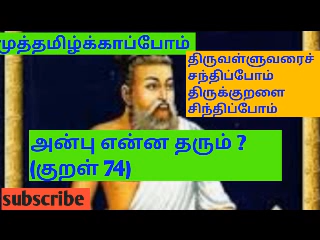 முத்தமிழ்க்காப்போம்
திருவள்ளுவரைச்
சந்திப்போம்
திருக்குறளை
சிந்திப்போம்
அன்பு என்ன தரும் ?
(குறள் 74)
subscribe